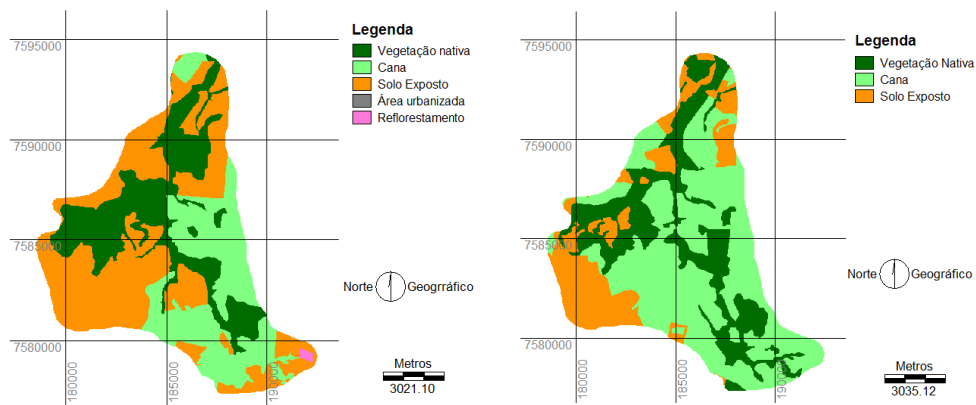 Legenda
Vegetação nativa
Cana
Solo Exposto
Área urbanizada
Reflorestamento
7595000
7590000
7585000
7580000
180000
185000
190000
Norte Geogrráfico
Metros
3021.10
Legenda
Vegetação Nativa
Cana
Solo Exposto
7595000
7590000
7585000
7580000
180000
185000
190000
Norte Geogrráfico
Metros
3035.12